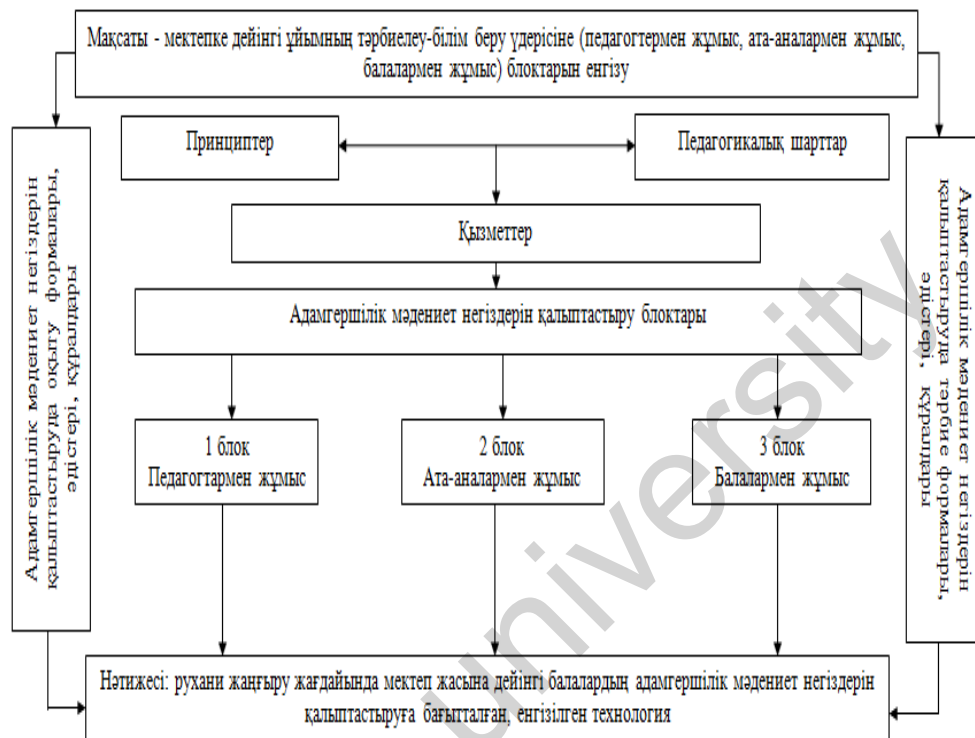 Мақсаты - мектепке дейінгі ұйымның тәрбиелеу-білім беру үдерісіне (педагогтермен жұмыс, ата-аналармен жұмыс,
балалармен жұмыс) блоктарын енгізу
Принциптер
Педагогикалық шарттар
Қызметтер
Адамгершілік мәдениет негіздерін қалыптастыру блоктары
1 блок
Педагогтармен жұмыс
2 блок
Ата-аналармен жұмыс
3 блок
Балалармен жұмыс
Адамгершілік мәдениет негіздерін
қалыптастыруда оқыту формалары,
әдістері, құралдары
Адамгершілік мәдениет негіздерін
қалыптастыруда тәрбие формалары,
әдістері, құралдары
Нәтижесі: рухани жаңғыру жағдайында мектеп жасына дейінгі балалардың адамгершілік мәдениет негіздерін
қалыптастыруға бағытталған, енгізілген технология
university